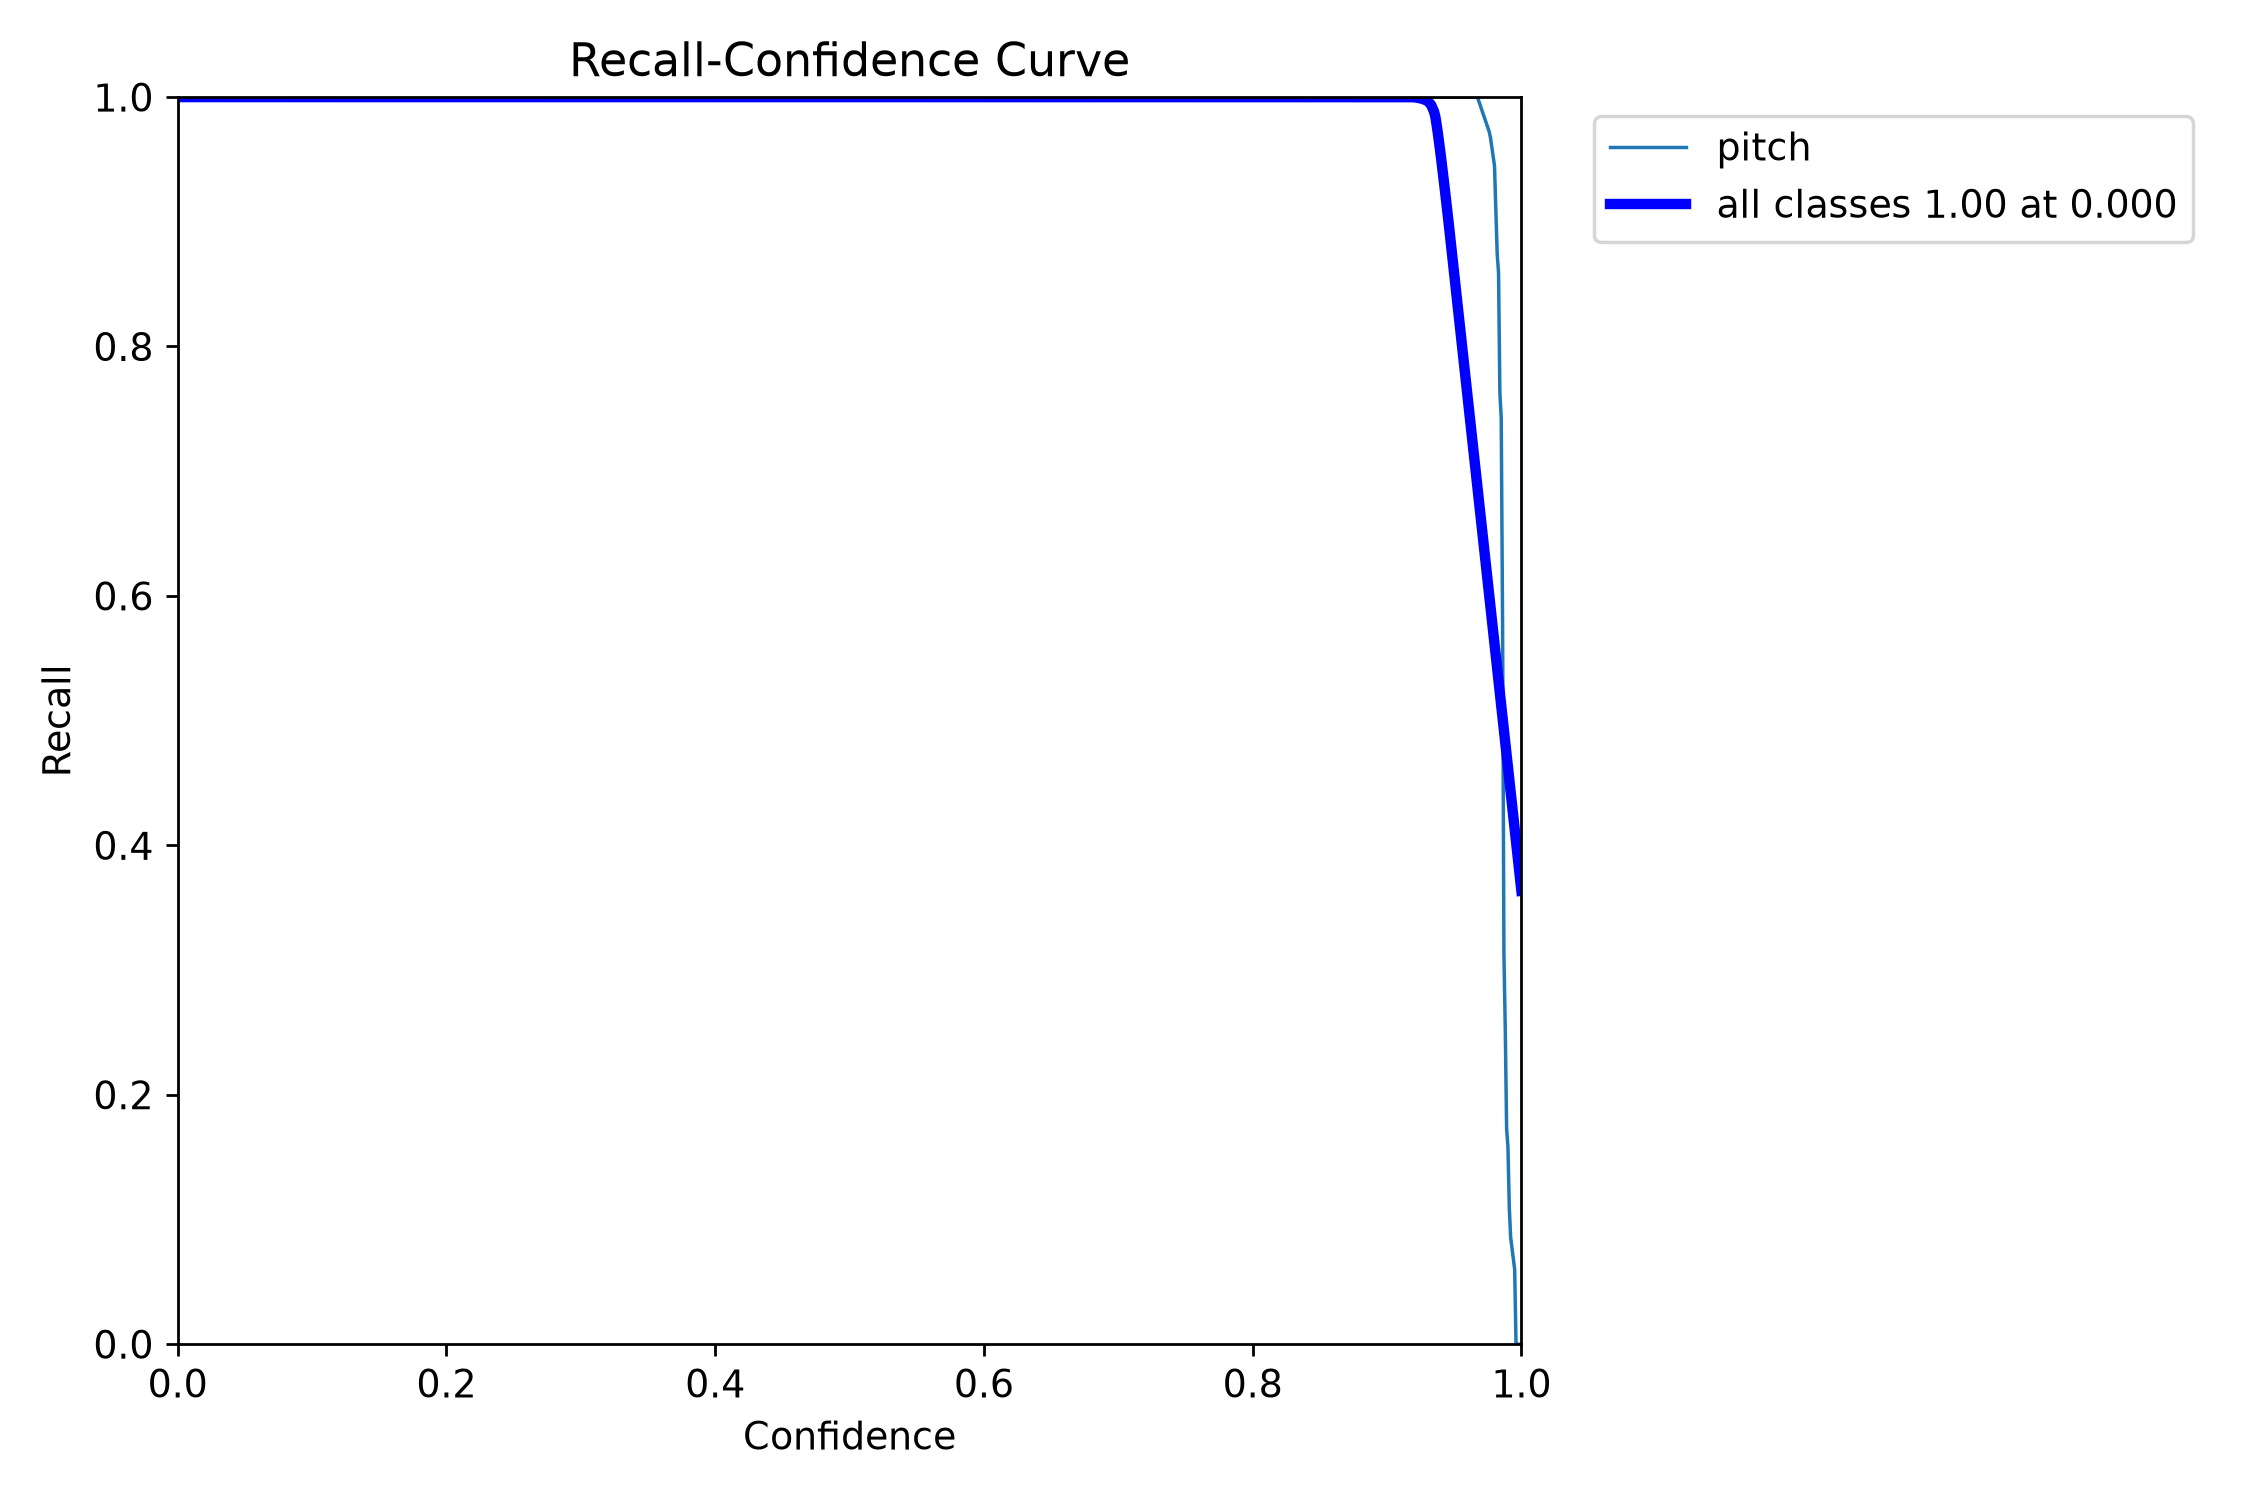 Recall-Confidence Curve
1.0
0.8
0.6
0.4
0.2
0.0
Recall
0.0 0.2 0.4 0.6 0.8 1.0
Confidence
pitch
all classes 1.00 at 0.000